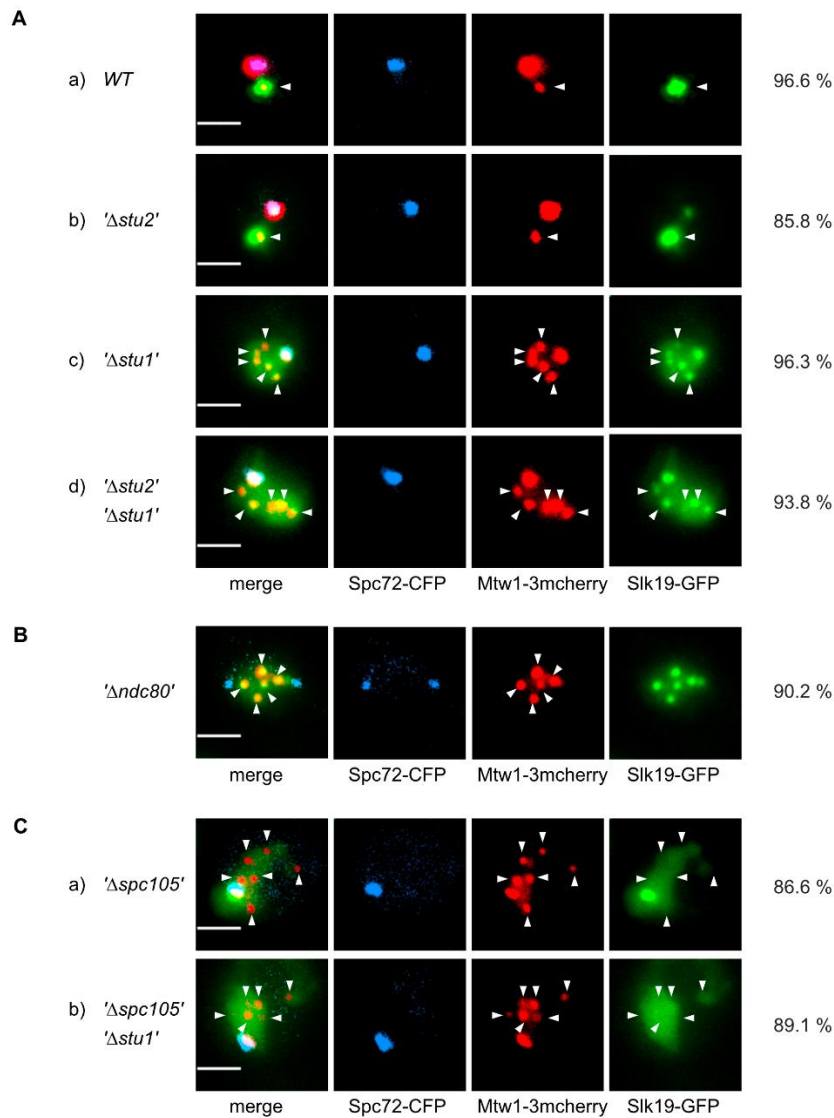 A
a) WT 96.6 %
b) 'Δstu2' 85.8 %
c) 'Δstu1' 96.3 %
d) 'Δstu2'
'Δstu1' 93.8 %
merge Spc72-CFP Mtw1-3mcherry Slk19-GFP
B
'Δndc80' 90.2 %
merge Spc72-CFP Mtw1-3mcherry Slk19-GFP
C
a) 'Δspc105' 86.6 %
b) 'Δspc105'
'Δstu1' 89.1 %
merge Spc72-CFP Mtw1-3mcherry Slk19-GFP